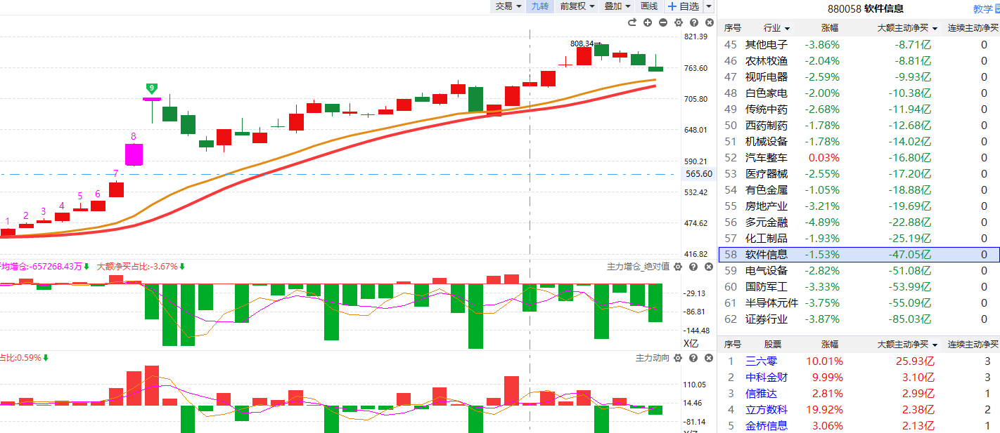 交易 九转 前复权 叠加 画线 自选
821.39
808.34
763.60
9
705.80
648.01
8
590.21
7
565.60
532.42
6
5
4
3
2
1
474.62
416.82
平均增仓:-657268.43万 大额净买占比:-3.67%
主力增仓_绝对值
-29.13
-86.81
-144.48
X亿
占比:0.59%
主力动向
110.05
14.46
-81.14
X亿
880058 软件信息 教学
序号 行业 涨幅 大额主动净买 连续主动净买
45 其他电子 -3.86% -8.71亿 0
46 农林牧渔 -2.04% -8.81亿 0
47 视听电器 -2.59% -9.93亿 0
48 白色家电 -2.00% -10.38亿 0
49 传统中药 -2.68% -11.94亿 0
50 西药制药 -1.78% -12.68亿 0
51 机械设备 -1.78% -14.02亿 0
52 汽车整车 0.03% -16.80亿 0
53 医疗器械 -2.55% -17.20亿 0
54 有色金属 -1.05% -18.88亿 0
55 房地产业 -3.21% -19.69亿 0
56 多元金融 -4.89% -22.88亿 0
57 化工制品 -1.93% -25.19亿 0
58 软件信息 -1.53% -47.05亿 0
59 电气设备 -2.82% -51.08亿 0
60 国防军工 -3.33% -53.99亿 0
61 半导体元件 -3.75% -55.09亿 0
62 证券行业 -3.87% -85.03亿 0
序号 股票 涨幅 大额主动净买 连续主动净买
1 三六零 10.01% 25.93亿 3
2 中科金财 9.99% 3.10亿 3
3 信雅达 2.81% 2.99亿 1
4 立方数科 19.92% 2.38亿 2
5 金桥信息 3.06% 2.13亿 1